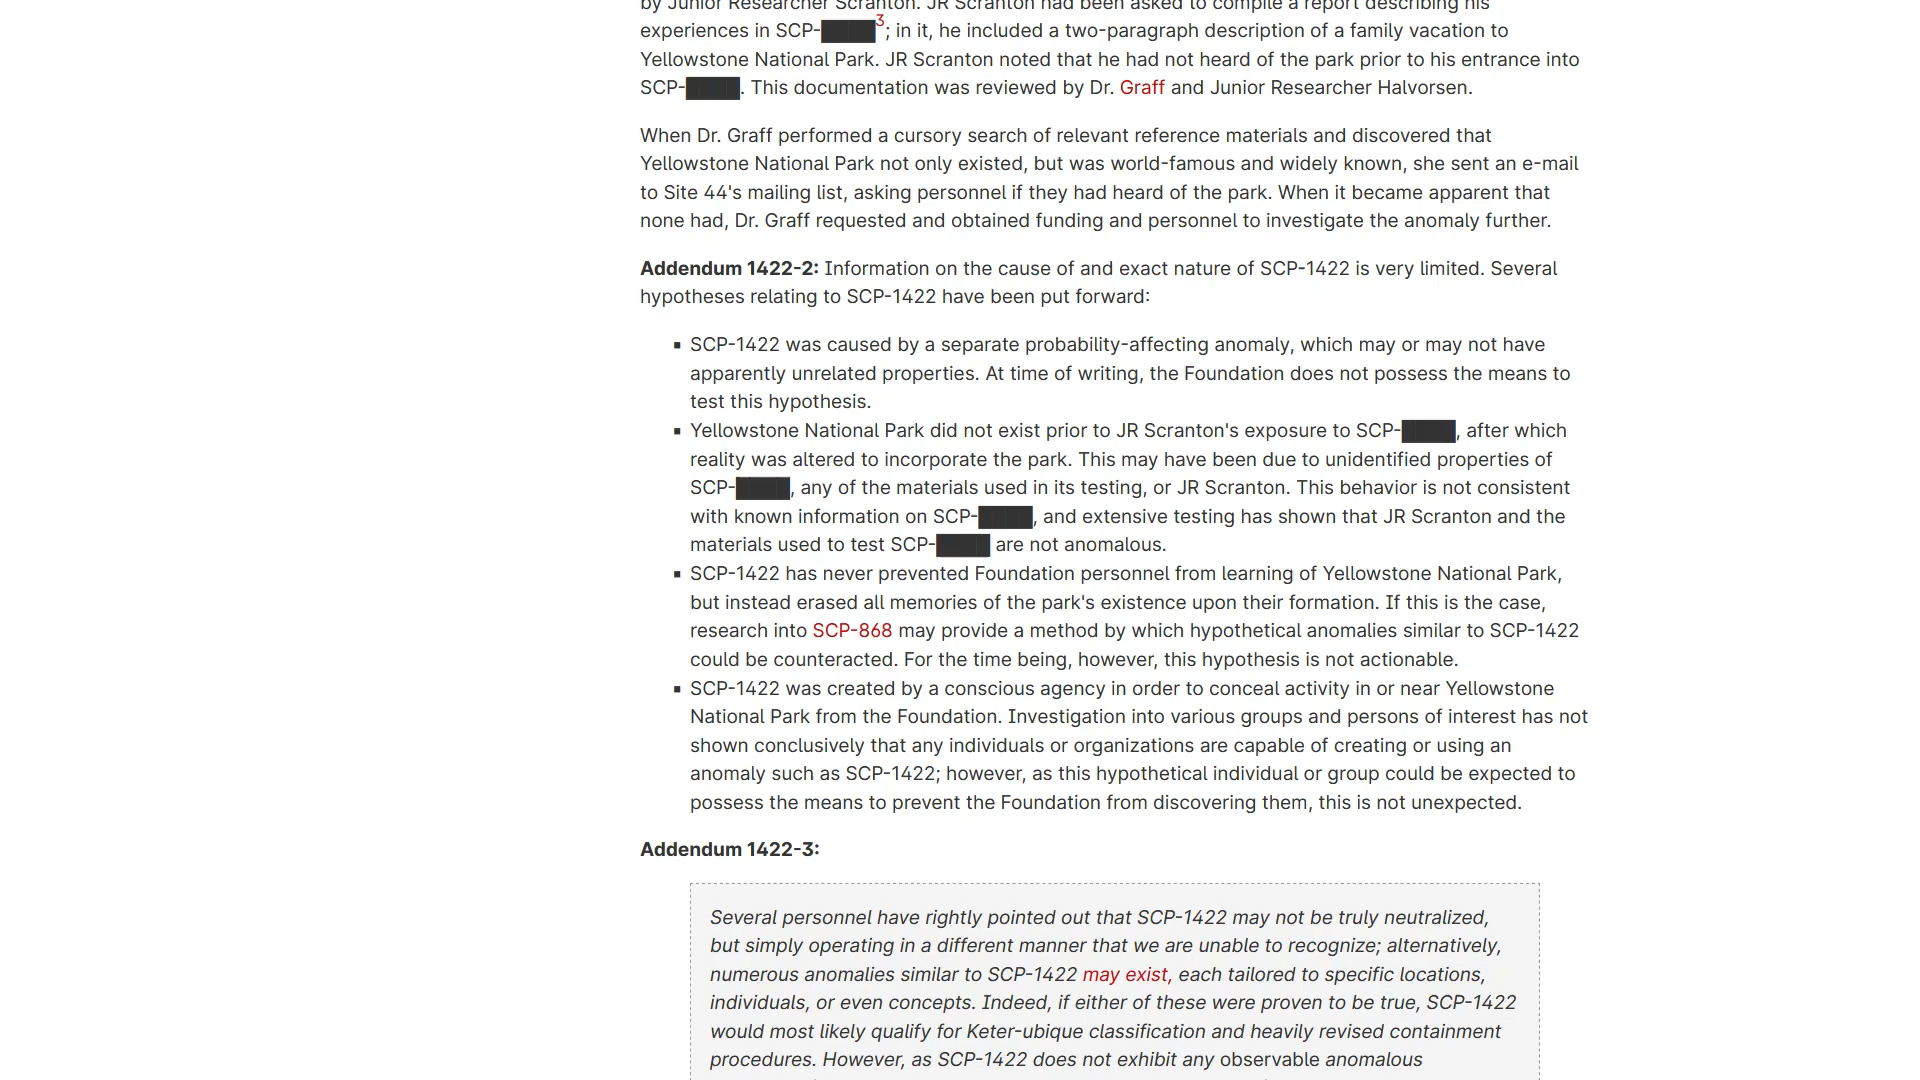 by Junior Researcher Scranton. JR Scranton had been asked to compile a report describing his
experiences in SCP-████3; in it, he included a two-paragraph description of a family vacation to
Yellowstone National Park. JR Scranton noted that he had not heard of the park prior to his entrance into
SCP-████. This documentation was reviewed by Dr. Graff and Junior Researcher Halvorsen.
When Dr. Graff performed a cursory search of relevant reference materials and discovered that
Yellowstone National Park not only existed, but was world-famous and widely known, she sent an e-mail
to Site 44's mailing list, asking personnel if they had heard of the park. When it became apparent that
none had, Dr. Graff requested and obtained funding and personnel to investigate the anomaly further.
Addendum 1422-2: Information on the cause of and exact nature of SCP-1422 is very limited. Several
hypotheses relating to SCP-1422 have been put forward:
▪ SCP-1422 was caused by a separate probability-affecting anomaly, which may or may not have
apparently unrelated properties. At time of writing, the Foundation does not possess the means to
test this hypothesis.
▪ Yellowstone National Park did not exist prior to JR Scranton's exposure to SCP-████, after which
reality was altered to incorporate the park. This may have been due to unidentified properties of
SCP-████, any of the materials used in its testing, or JR Scranton. This behavior is not consistent
with known information on SCP-████, and extensive testing has shown that JR Scranton and the
materials used to test SCP-████ are not anomalous.
▪ SCP-1422 has never prevented Foundation personnel from learning of Yellowstone National Park,
but instead erased all memories of the park's existence upon their formation. If this is the case,
research into SCP-868 may provide a method by which hypothetical anomalies similar to SCP-1422
could be counteracted. For the time being, however, this hypothesis is not actionable.
▪ SCP-1422 was created by a conscious agency in order to conceal activity in or near Yellowstone
National Park from the Foundation. Investigation into various groups and persons of interest has not
shown conclusively that any individuals or organizations are capable of creating or using an
anomaly such as SCP-1422; however, as this hypothetical individual or group could be expected to
possess the means to prevent the Foundation from discovering them, this is not unexpected.
Addendum 1422-3:
Several personnel have rightly pointed out that SCP-1422 may not be truly neutralized,
but simply operating in a different manner that we are unable to recognize; alternatively,
numerous anomalies similar to SCP-1422 may exist, each tailored to specific locations,
individuals, or even concepts. Indeed, if either of these were proven to be true, SCP-1422
would most likely qualify for Keter-ubique classification and heavily revised containment
procedures. However, as SCP-1422 does not exhibit any observable anomalous